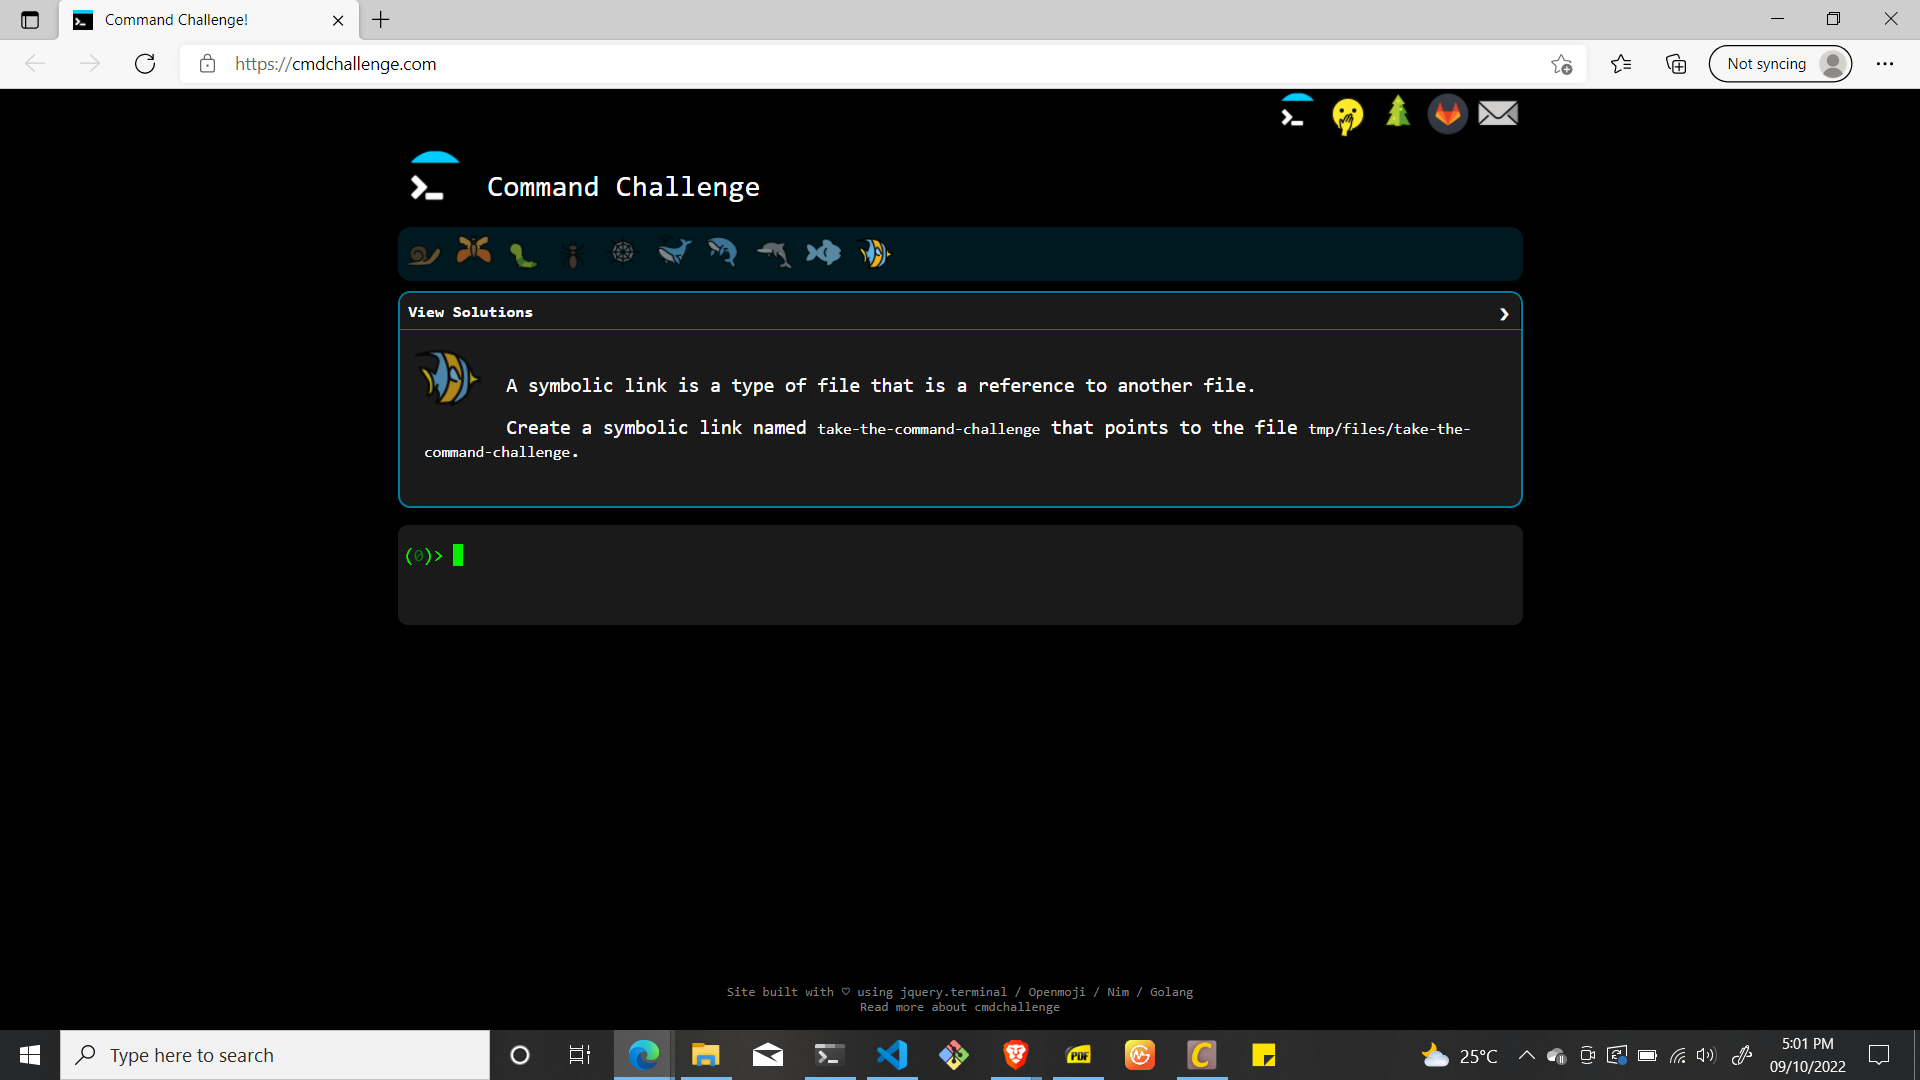 Command Challenge!
https://cmdchallenge.com
Not syncing
Command Challenge
View Solutions
A symbolic link is a type of file that is a reference to another file.
Create a symbolic link named take-the-command-challenge that points to the file tmp/files/take-the-
command-challenge.
(0)>
Site built with ♡ using jquery.terminal / Openmoji / Nim / Golang
Read more about cmdchallenge
Type here to search
PDF
C
25°C
5:01 PM
09/10/2022